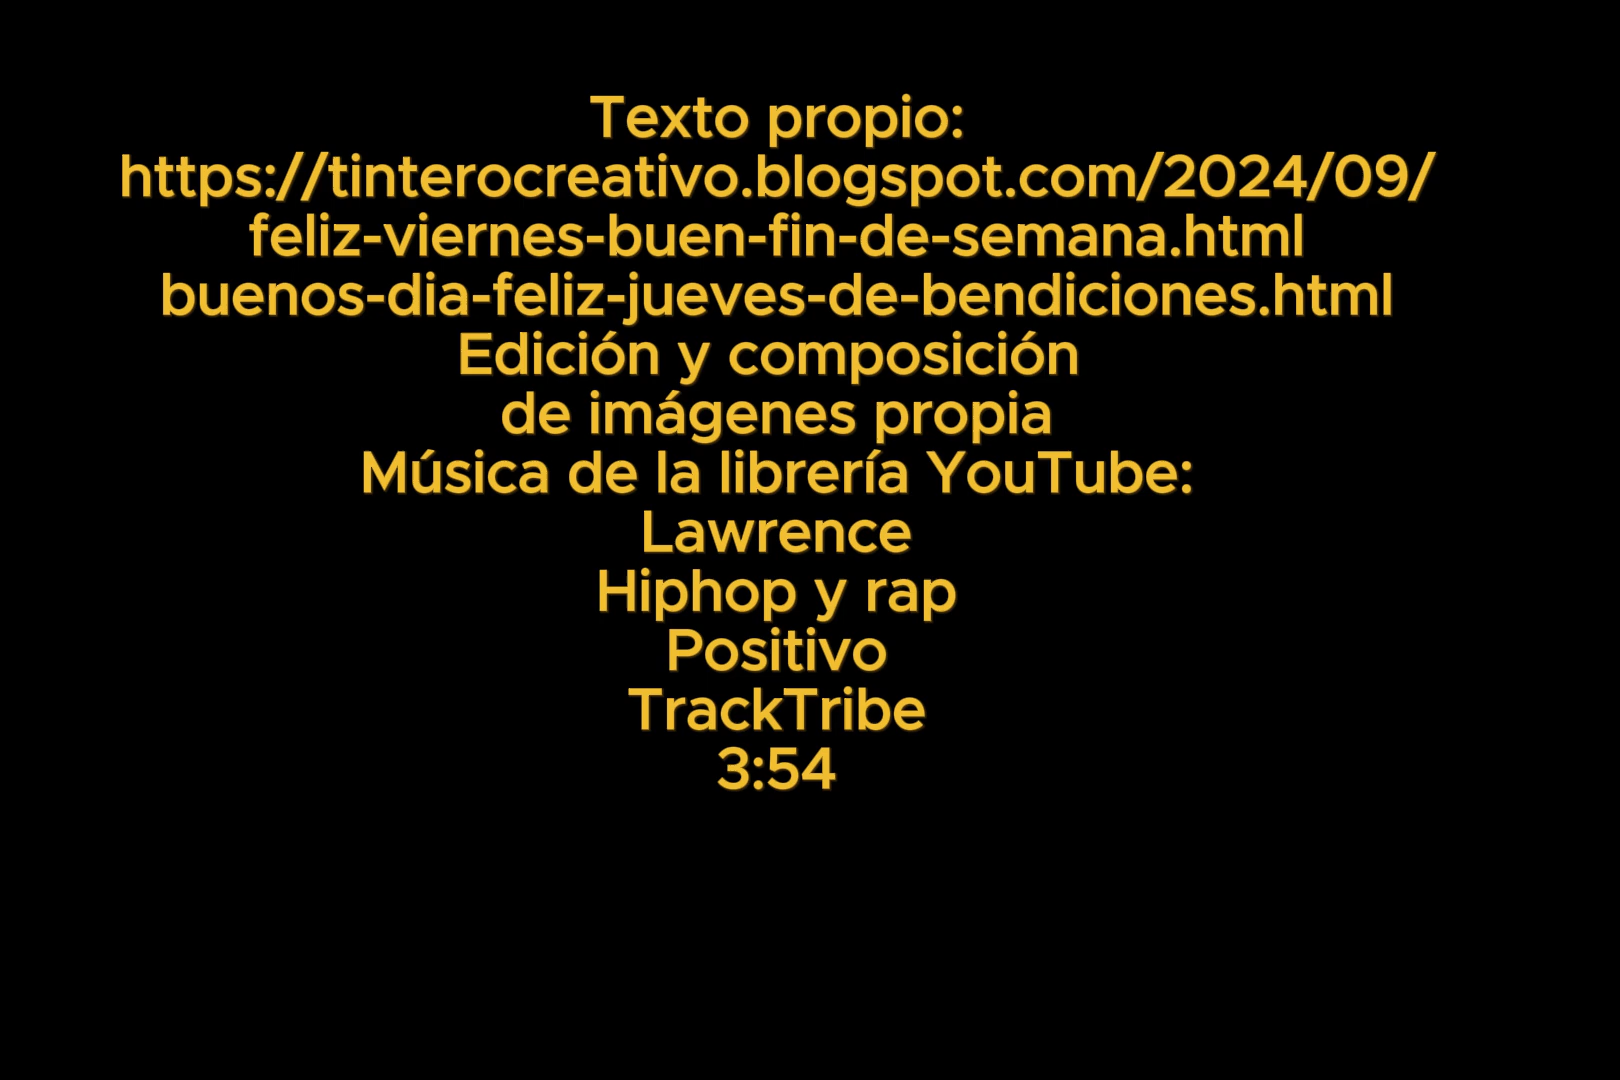 Texto propio:
https://tinterocreativo.blogspot.com/2024/09/
feliz-viernes-buen-fin-de-semana.html
buenos-dia-feliz-jueves-de-bendiciones.html
Edición y composición
de imágenes propia
Música de la librería YouTube:
Lawrence
Hiphop y rap
Positivo
TrackTribe
3:54